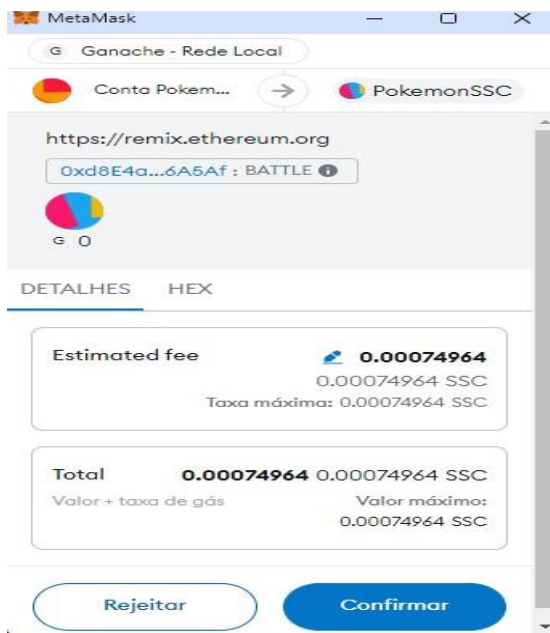 MetaMask
G Ganache - Rede Local
Conta Pokem... PokemonSSC
https://remix.ethereum.org
0xd8E4a...6A5Af : BATTLE
G 0
DETALHES HEX
Estimated fee 0.00074964
0.00074964 SSC
Taxa máxima: 0.00074964 SSC
Total 0.00074964 0.00074964 SSC
Valor + taxa de gás Valor máximo:
0.00074964 SSC
Rejeitar Confirmar